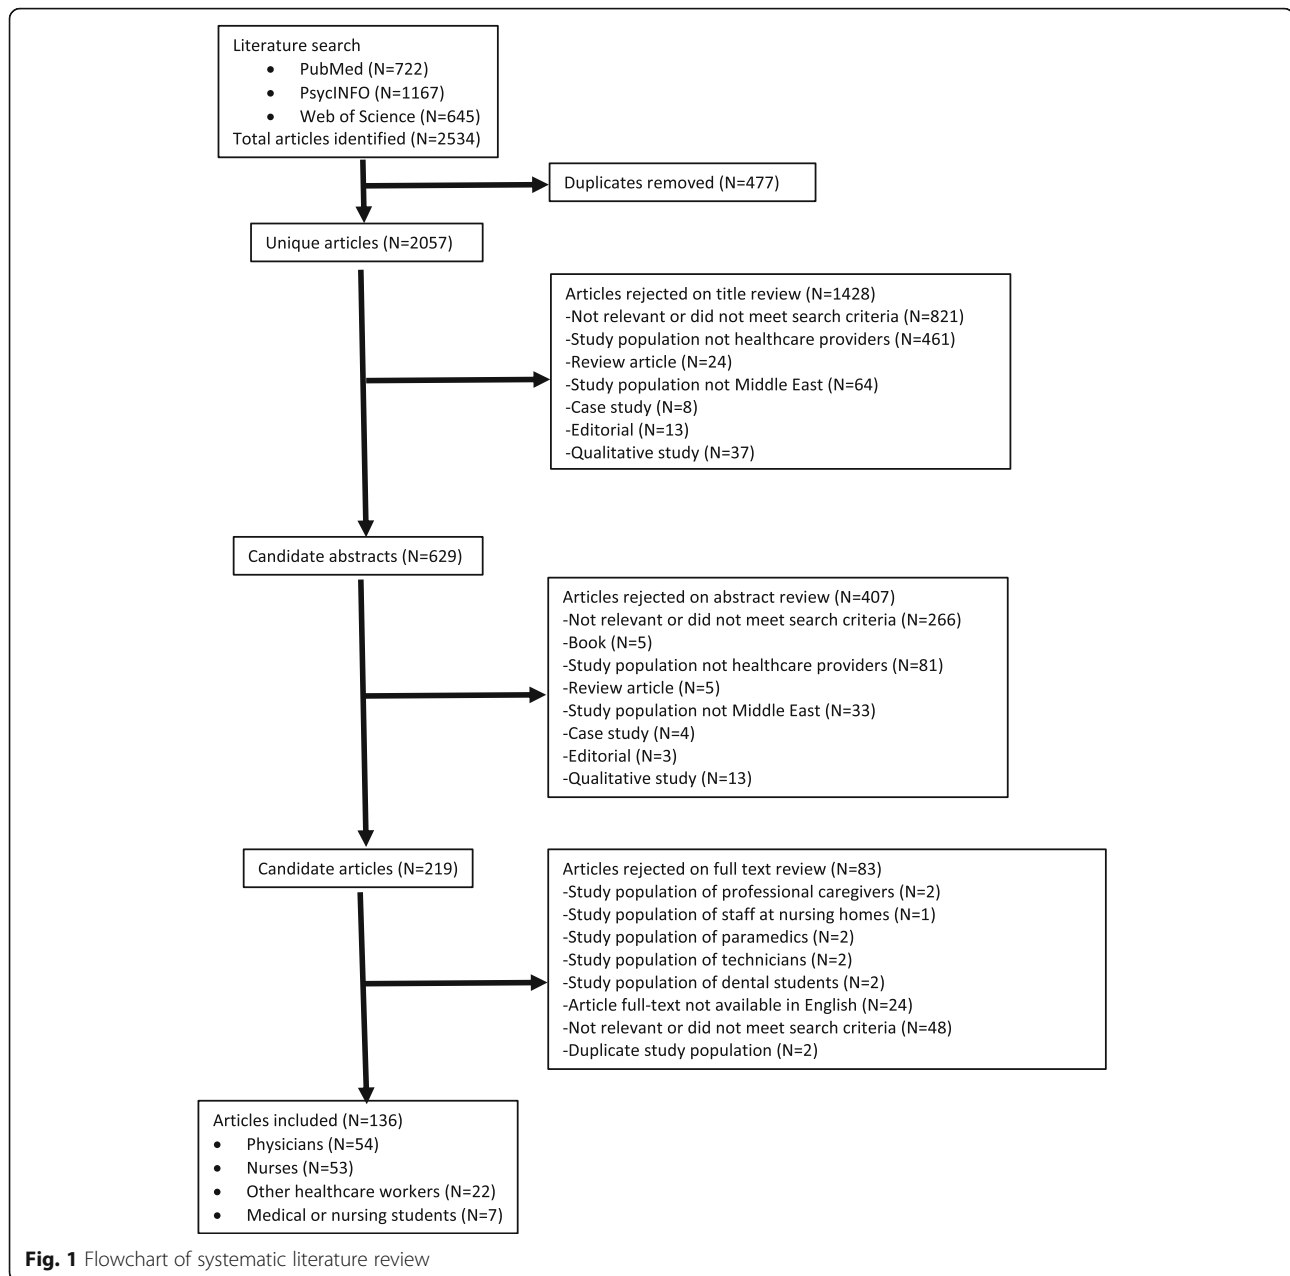 Literature search
• PubMed (N=722)
• PsycINFO (N=1167)
• Web of Science (N=645)
Total articles identified (N=2534)
Duplicates removed (N=477)
Unique articles (N=2057)
Articles rejected on title review (N=1428)
-Not relevant or did not meet search criteria (N=821)
-Study population not healthcare providers (N=461)
-Review article (N=24)
-Study population not Middle East (N=64)
-Case study (N=8)
-Editorial (N=13)
-Qualitative study (N=37)
Candidate abstracts (N=629)
Articles rejected on abstract review (N=407)
-Not relevant or did not meet search criteria (N=266)
-Book (N=5)
-Study population not healthcare providers (N=81)
-Review article (N=5)
-Study population not Middle East (N=33)
-Case study (N=4)
-Editorial (N=3)
-Qualitative study (N=13)
Candidate articles (N=219)
Articles rejected on full text review (N=83)
-Study population of professional caregivers (N=2)
-Study population of staff at nursing homes (N=1)
-Study population of paramedics (N=2)
-Study population of technicians (N=2)
-Study population of dental students (N=2)
-Article full-text not available in English (N=24)
-Not relevant or did not meet search criteria (N=48)
-Duplicate study population (N=2)
Articles included (N=136)
• Physicians (N=54)
• Nurses (N=53)
• Other healthcare workers (N=22)
• Medical or nursing students (N=7)
Fig. 1 Flowchart of systematic literature review